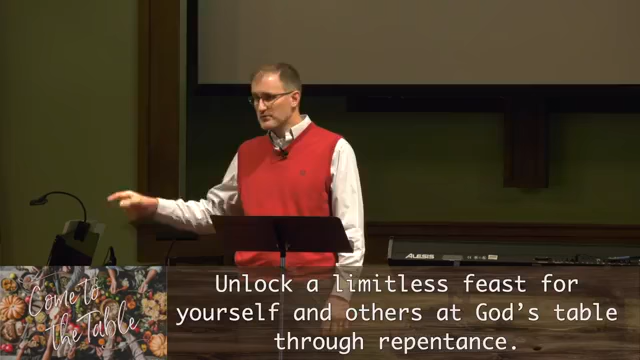 ALESIS
Come to
the Table
Unlock a limitless feast for
yourself and others at God’s table
through repentance.